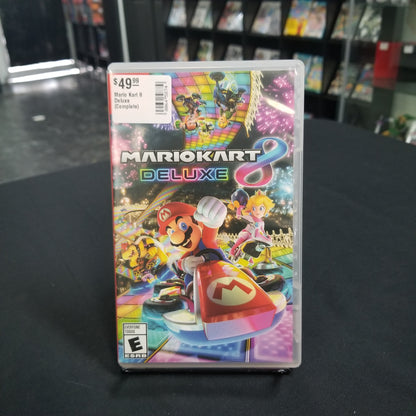 $49.99
Mario Kart 8
Deluxe
(Complete)
MARIOKART 8
DELUXE
M
EVERYONE
E
ESRB